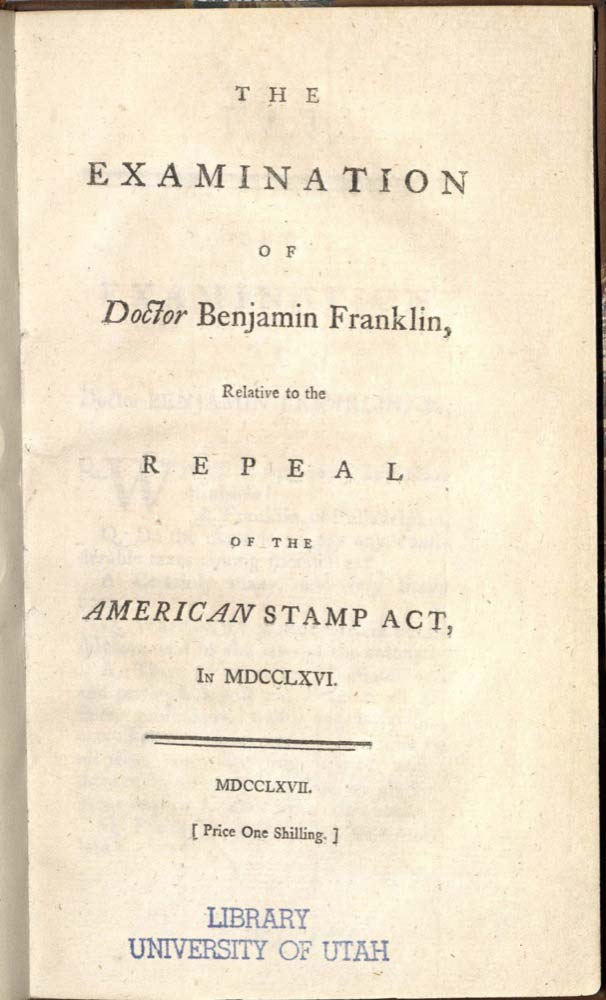 THE
EXAMINATION
OF
Doctor Benjamin Franklin,
Relative to the
REPEAL
OF THE
AMERICAN STAMP ACT,
IN MDCCLXVI.
MDCCLXVII.
[ Price One Shilling. ]
LIBRARY
UNIVERSITY OF UTAH